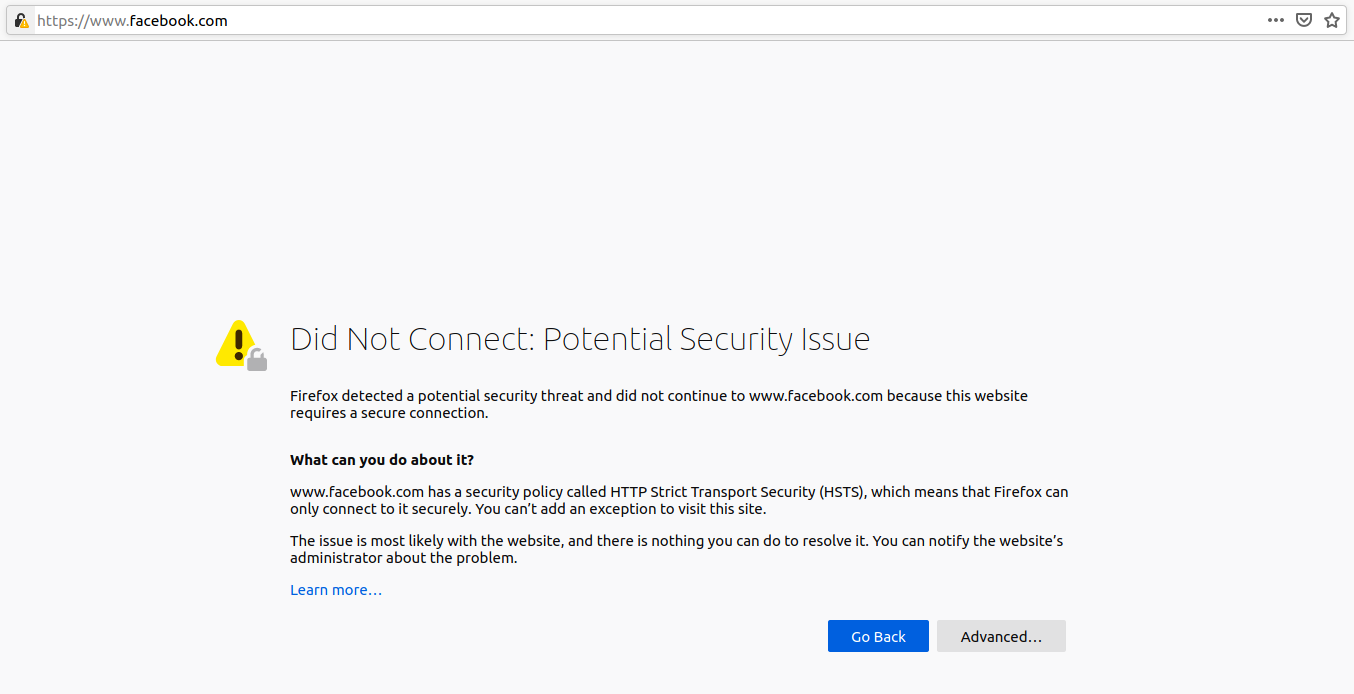 https://www.facebook.com
Did Not Connect: Potential Security Issue
Firefox detected a potential security threat and did not continue to www.facebook.com because this website
requires a secure connection.
What can you do about it?
www.facebook.com has a security policy called HTTP Strict Transport Security (HSTS), which means that Firefox can
only connect to it securely. You can’t add an exception to visit this site.
The issue is most likely with the website, and there is nothing you can do to resolve it. You can notify the website’s
administrator about the problem.
Learn more…
Go Back
Advanced…